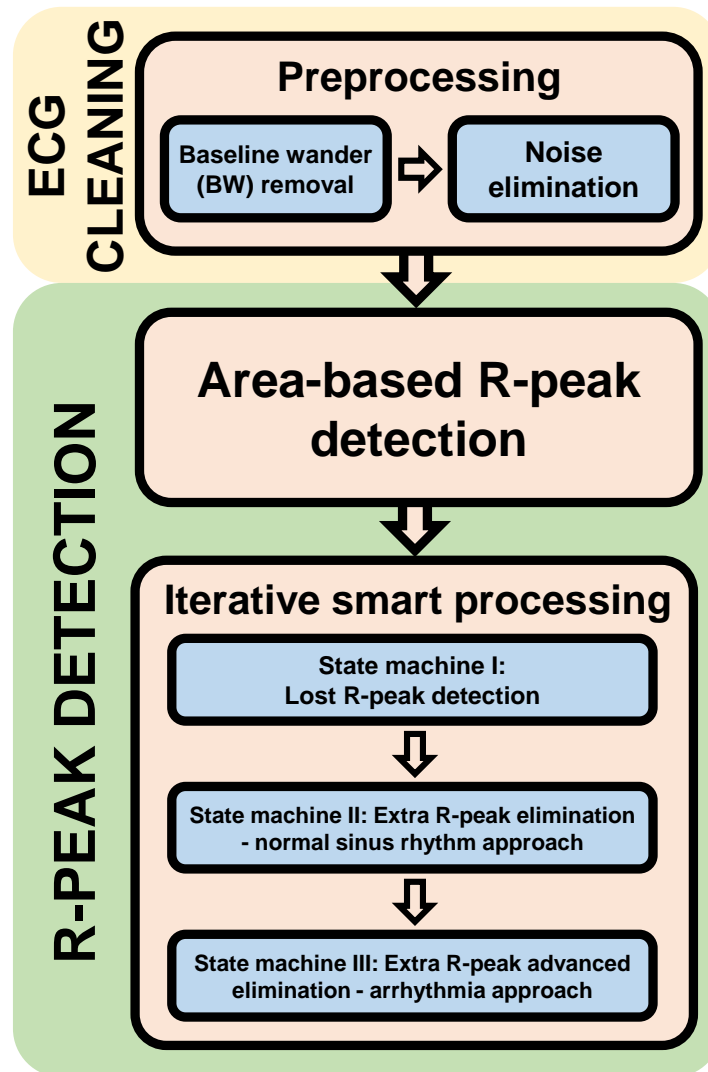 ECG
CLEANING
Preprocessing
Baseline wander
(BW) removal
Noise
elimination
R-PEAK DETECTION
Area-based R-peak
detection
Iterative smart processing
State machine I:
Lost R-peak detection
State machine II: Extra R-peak elimination
- normal sinus rhythm approach
State machine III: Extra R-peak advanced
elimination - arrhythmia approach